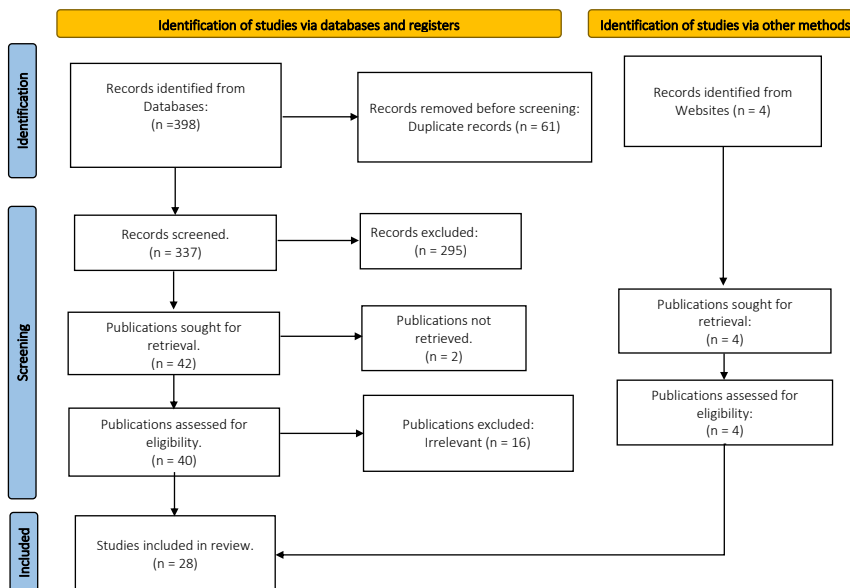 Identification of studies via databases and registers
Identification of studies via other methods
Identification
Records identified from
Databases:
(n =398)
Records removed before screening:
Duplicate records (n = 61)
Records identified from
Websites (n = 4)
Screening
Records screened.
(n = 337)
Records excluded:
(n = 295)
Publications sought for
retrieval.
(n = 42)
Publications not
retrieved.
(n = 2)
Publications sought for
retrieval:
(n = 4)
Publications assessed for
eligibility.
(n = 40)
Publications excluded:
Irrelevant (n = 16)
Publications assessed for
eligibility:
(n = 4)
Included
Studies included in review.
(n = 28)